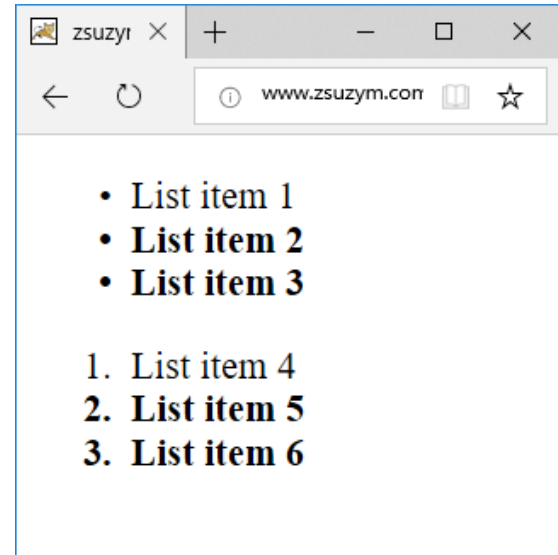 zsuzyı
www.zsuzym.com
• List item 1
• List item 2
• List item 3
1. List item 4
2. List item 5
3. List item 6